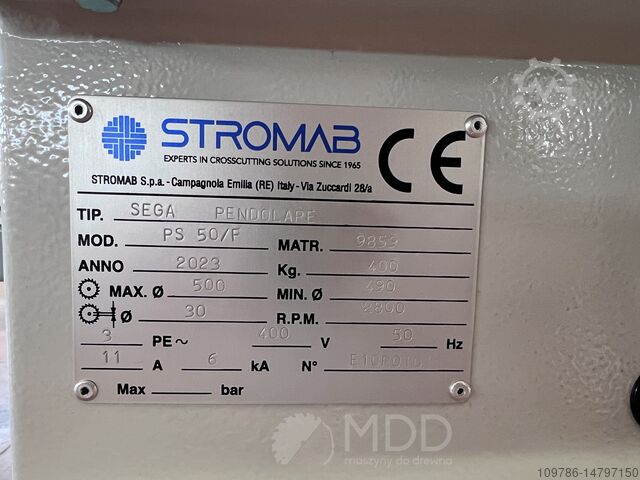 STROMAB
EXPERTS IN CROSSCUTTING SOLUTIONS SINCE 1965
CE
STROMAB S.p.a. - Campagnola Emilia (RE) Italy - Via Zuccardi 28/a
TIP. SEGA PENDOLARE
MOD. PS 50/F MATR. 9853
ANNO 2023 Kg. 400
MAX. Ø 500 MIN. Ø 490
Ø 30 R.P.M. 2800
3 PE~ 400 V 50 Hz
11 A 6 kA N°
Max bar
MDD
maszyny do drewna
109786-14797150